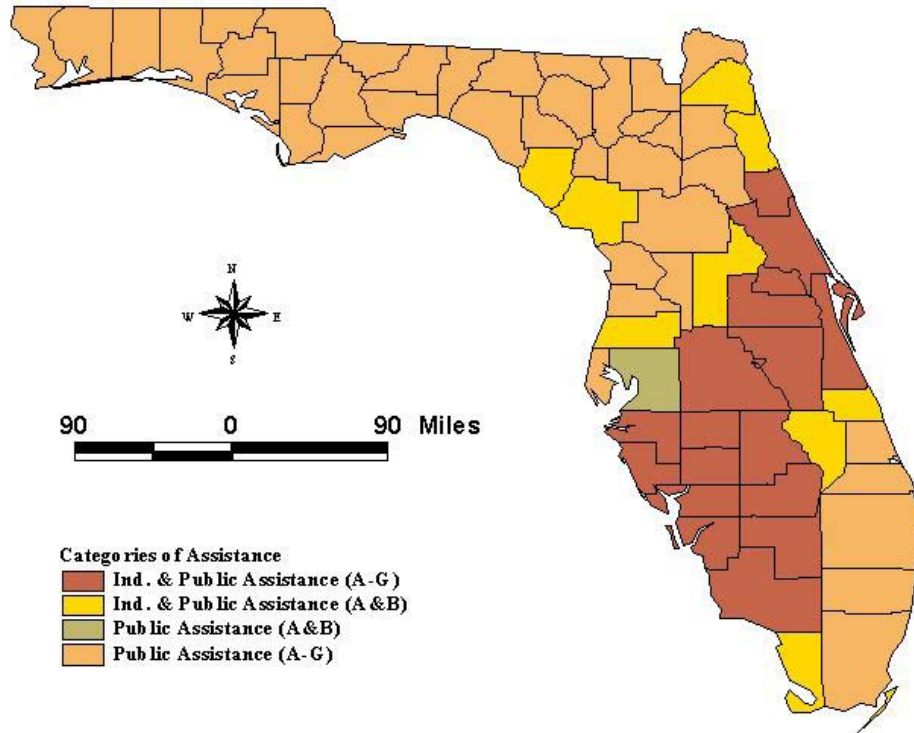 N
W E
S
90 0 90 Miles
Categories of Assistance
Ind. & Public Assistance (A-G)
Ind. & Public Assistance (A&B)
Public Assistance (A&B)
Public Assistance (A-G)